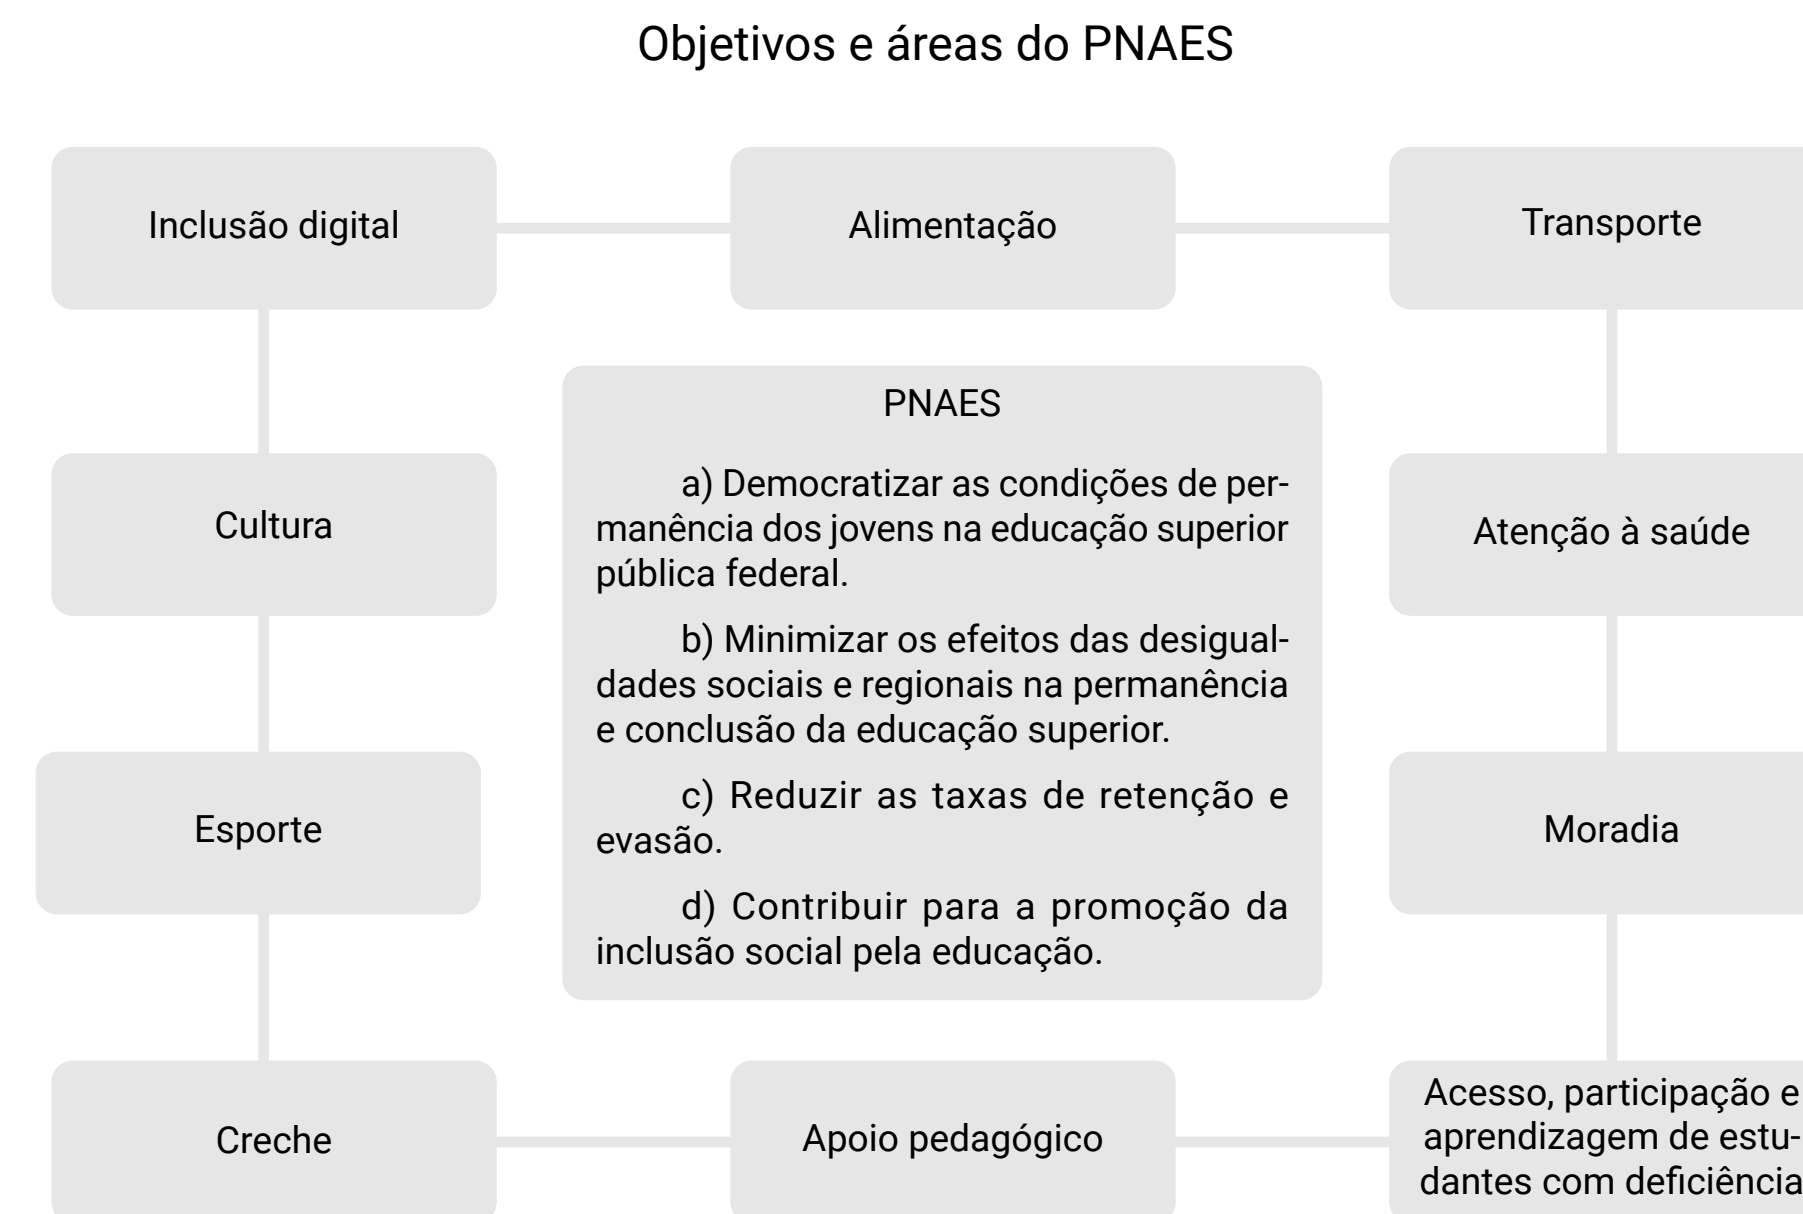 Objetivos e áreas do PNAES
Inclusão digital
Alimentação
Transporte
PNAES
a) Democratizar as condições de per-
manência dos jovens na educação superior
pública federal.
b) Minimizar os efeitos das desigual-
dades sociais e regionais na permanência
e conclusão da educação superior.
c) Reduzir as taxas de retenção e
evasão.
d) Contribuir para a promoção da
inclusão social pela educação.
Cultura
Atenção à saúde
Esporte
Moradia
Creche
Apoio pedagógico
Acesso, participação e
aprendizagem de estu-
dantes com deficiência